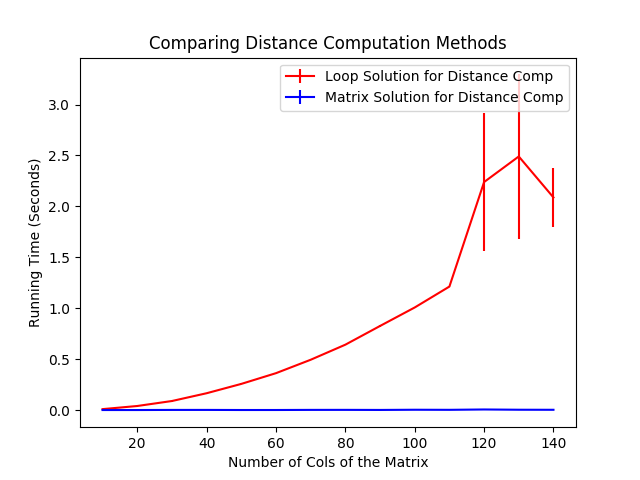 Comparing Distance Computation Methods
Loop Solution for Distance Comp
Matrix Solution for Distance Comp
Running Time (Seconds)
3.0
2.5
2.0
1.5
1.0
0.5
0.0
20 40 60 80 100 120 140
Number of Cols of the Matrix